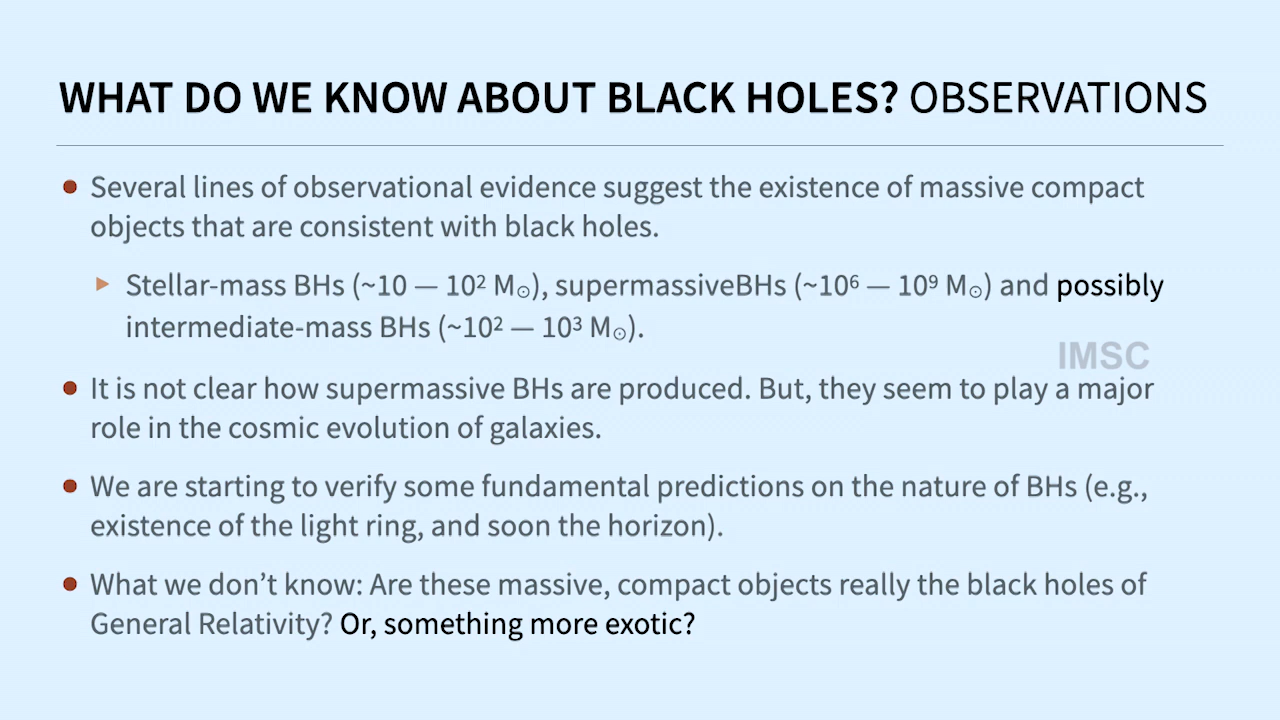 WHAT DO WE KNOW ABOUT BLACK HOLES? OBSERVATIONS
• Several lines of observational evidence suggest the existence of massive compact
objects that are consistent with black holes.
▸ Stellar-mass BHs (~10 — 10² M⊙), supermassiveBHs (~10⁶ — 10⁹ M⊙) and possibly
intermediate-mass BHs (~10² — 10³ M⊙).
IMSC
• It is not clear how supermassive BHs are produced. But, they seem to play a major
role in the cosmic evolution of galaxies.
• We are starting to verify some fundamental predictions on the nature of BHs (e.g.,
existence of the light ring, and soon the horizon).
• What we don’t know: Are these massive, compact objects really the black holes of
General Relativity? Or, something more exotic?